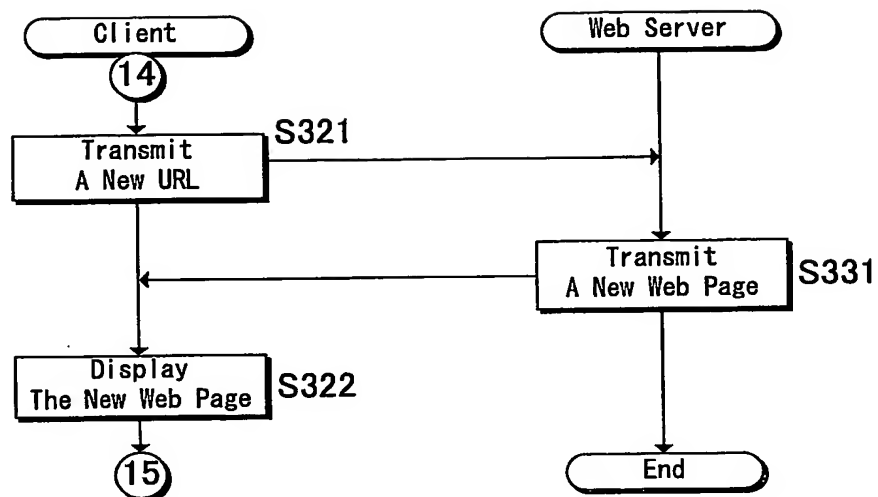 Client
Web Server
14
S321
Transmit
A New URL
Transmit
A New Web Page
S331
Display
The New Web Page
S322
15
End